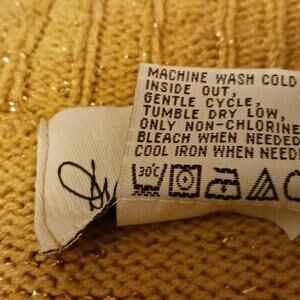 MACHINE WASH COLD
INSIDE OUT,
GENTLE CYCLE,
TUMBLE DRY LOW,
ONLY NON-CHLORINE
BLEACH WHEN NEEDED
COOL IRON WHEN NEED
30°C